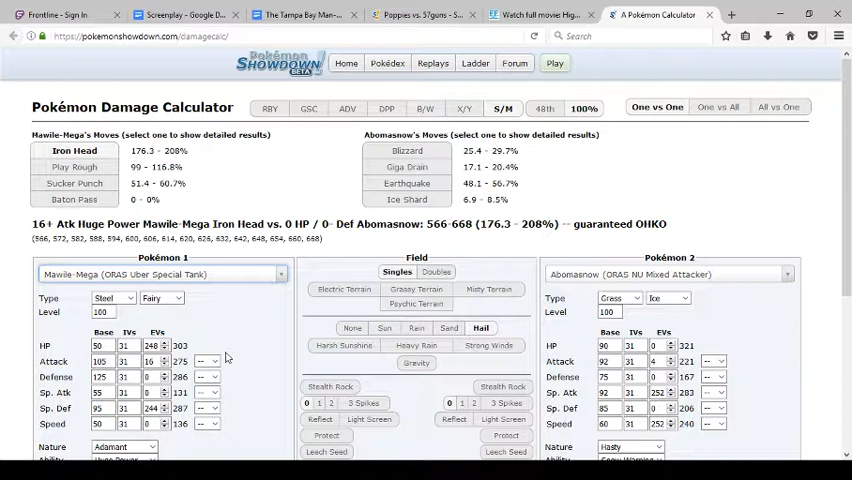 Frontline - Sign In
Screenplay - Google D
The Tampa Bay Man-
Poppies vs. 57guns - Z
Watch full movie: Hig
A Pokémon Calculator
https://pokemonshowdown.com/damagecalc/
Search
Pokémon SHOWDOWN! BETA
Home Pokédex Replays Ladder Forum Play
Pokémon Damage Calculator
RBY GSC ADV DPP B/W X/Y S/M 48th 100% One vs One One vs All All vs One
Mawile-Mega's Moves (select one to show detailed results)
Iron Head 176.3 - 208%
Play Rough 99 - 116.8%
Sucker Punch 51.4 - 60.7%
Baton Pass 0 - 0%
Abomasnow's Moves (select one to show detailed results)
Blizzard 25.4 - 29.7%
Giga Drain 17.1 - 20.4%
Earthquake 48.1 - 56.7%
Ice Shard 6.9 - 8.5%
16+ Atk Huge Power Mawile-Mega Iron Head vs. 0 HP / 0- Def Abomasnow: 566-668 (176.3 - 208%) -- guaranteed OHKO
(566, 572, 582, 588, 594, 600, 606, 614, 620, 626, 632, 642, 648, 654, 660, 668)
Pokémon 1
Mawile-Mega (ORAS Uber Special Tank)
Type Steel Fairy
Level 100
Base IVs EVs
HP 50 31 248 303
Attack 105 31 16 275 --
Defense 125 31 0 286 --
Sp. Atk 55 31 0 131 --
Sp. Def 95 31 244 287 --
Speed 50 31 0 136 --
Nature Adamant
Ability Huge Power
Field
Singles Doubles
Electric Terrain Grassy Terrain Misty Terrain
Psychic Terrain
None Sun Rain Sand Hail
Harsh Sunshine Heavy Rain Strong Winds
Gravity
Stealth Rock Stealth Rock
0 1 2 3 Spikes 0 1 2 3 Spikes
Reflect Light Screen Reflect Light Screen
Protect Protect
Leech Seed Leech Seed
Pokémon 2
Abomasnow (ORAS NU Mixed Attacker)
Type Grass Ice
Level 100
Base IVs EVs
HP 90 31 0 321
Attack 92 31 4 221 --
Defense 75 31 0 167 --
Sp. Atk 92 31 252 283 --
Sp. Def 85 31 0 206 --
Speed 60 31 252 240 --
Nature Hasty
Ability Snow Warning